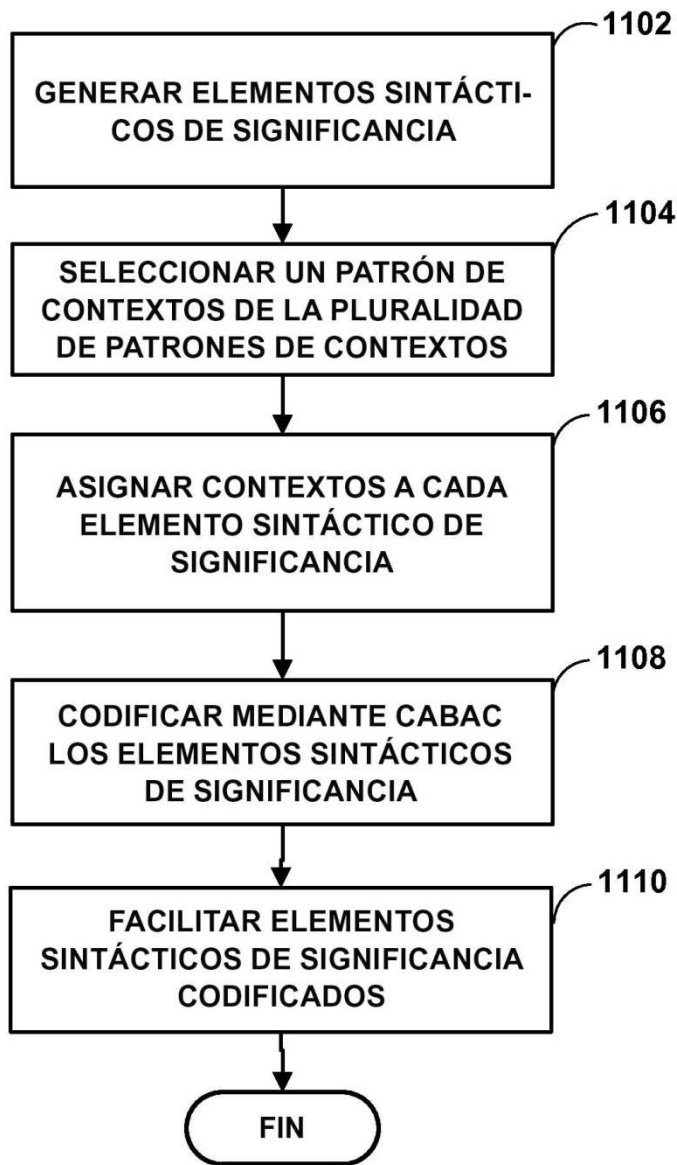 1102
GENERAR ELEMENTOS SINTÁCTI-
COS DE SIGNIFICANCIA
1104
SELECCIONAR UN PATRÓN DE
CONTEXTOS DE LA PLURALIDAD
DE PATRONES DE CONTEXTOS
1106
ASIGNAR CONTEXTOS A CADA
ELEMENTO SINTÁCTICO DE
SIGNIFICANCIA
1108
CODIFICAR MEDIANTE CABAC
LOS ELEMENTOS SINTÁCTICOS
DE SIGNIFICANCIA
1110
FACILITAR ELEMENTOS
SINTÁCTICOS DE SIGNIFICANCIA
CODIFICADOS
FIN